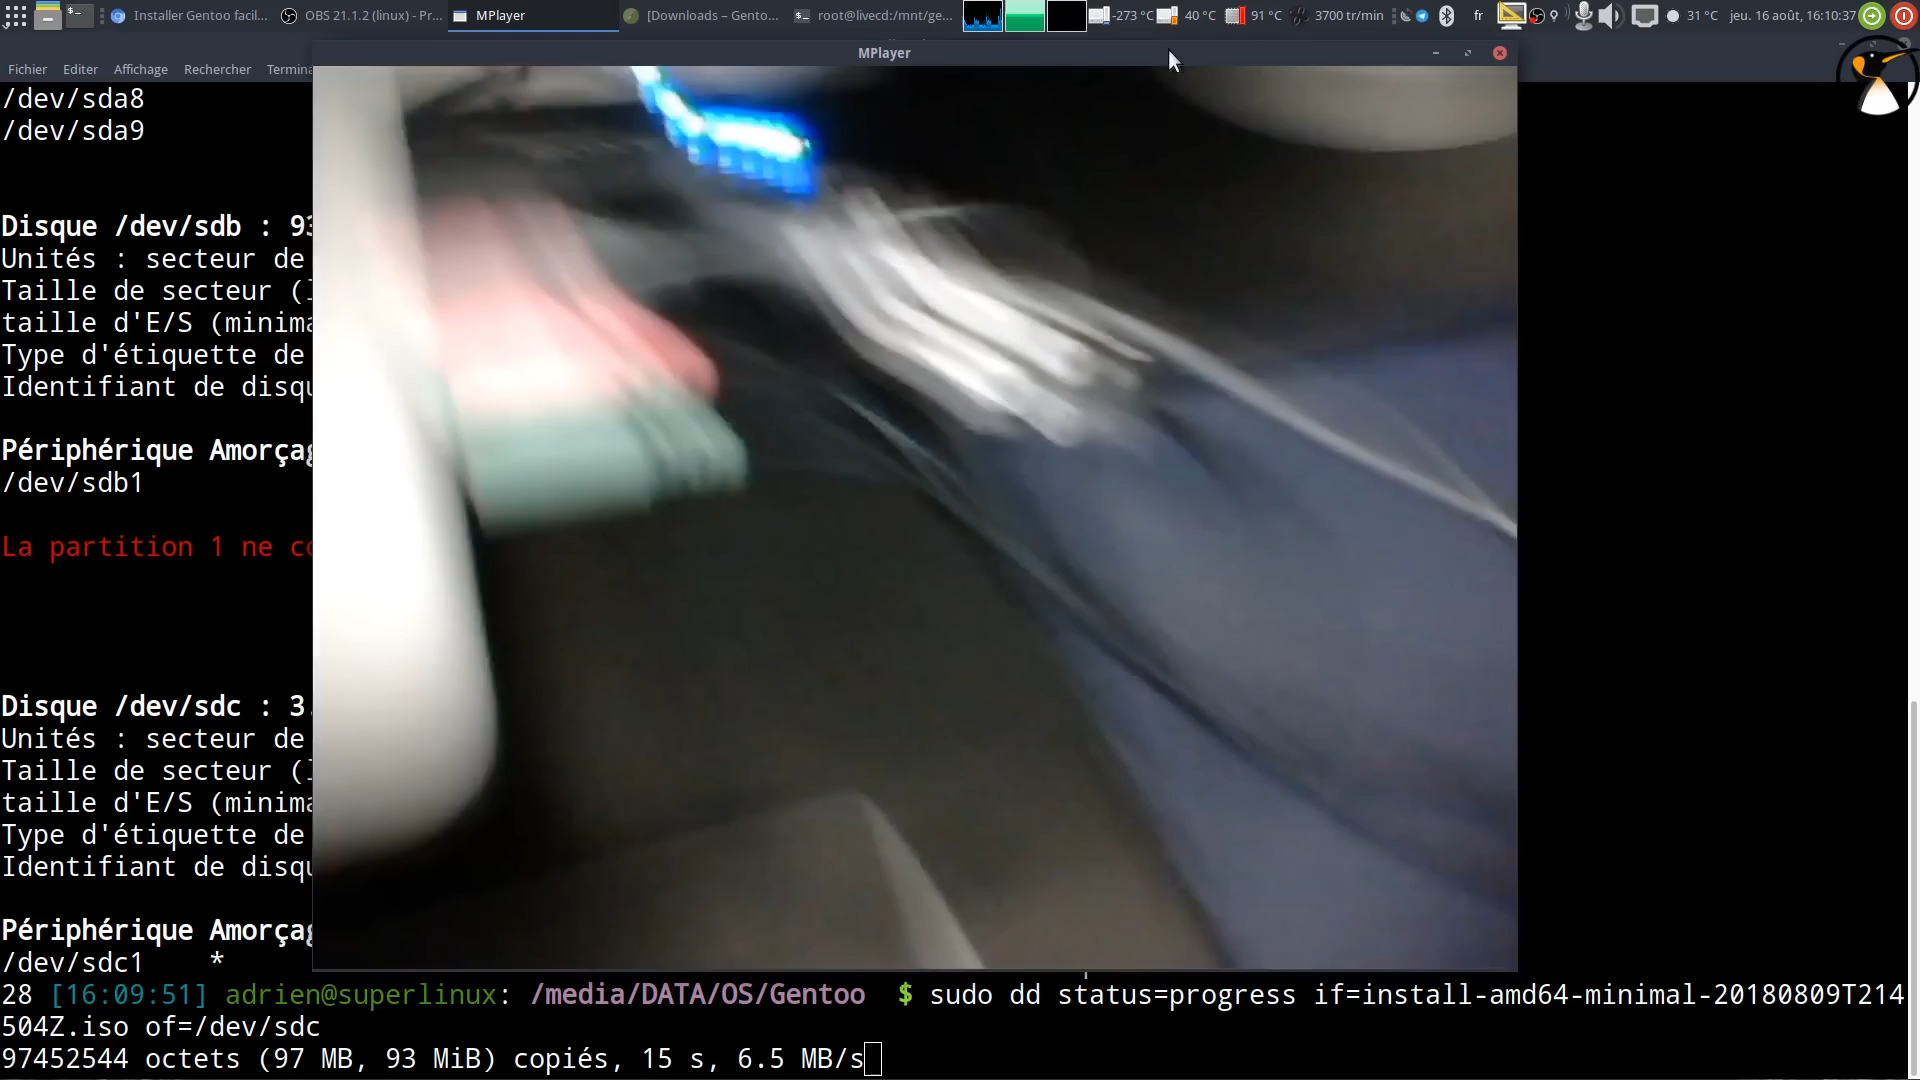 Installer Gentoo facil...
OBS 21.1.2 (linux) - Pr...
MPlayer
[Downloads – Gento...
root@livecd:/mnt/ge...
-273 °C
40 °C
91 °C
3700 tr/min
fr
31 °C
jeu. 16 août, 16:10:37
MPlayer
Fichier Editer Affichage Rechercher Termina
/dev/sda8
/dev/sda9
Disque /dev/sdb : 93
Unités : secteur de
Taille de secteur (l
taille d'E/S (minima
Type d'étiquette de
Identifiant de disqu
Périphérique Amorçag
/dev/sdb1
La partition 1 ne co
Disque /dev/sdc : 3.
Unités : secteur de
Taille de secteur (l
taille d'E/S (minima
Type d'étiquette de
Identifiant de disqu
Périphérique Amorçag
/dev/sdc1 *
28 [16:09:51] adrien@superlinux: /media/DATA/OS/Gentoo $ sudo dd status=progress if=install-amd64-minimal-20180809T214
504Z.iso of=/dev/sdc
97452544 octets (97 MB, 93 MiB) copiés, 15 s, 6.5 MB/s